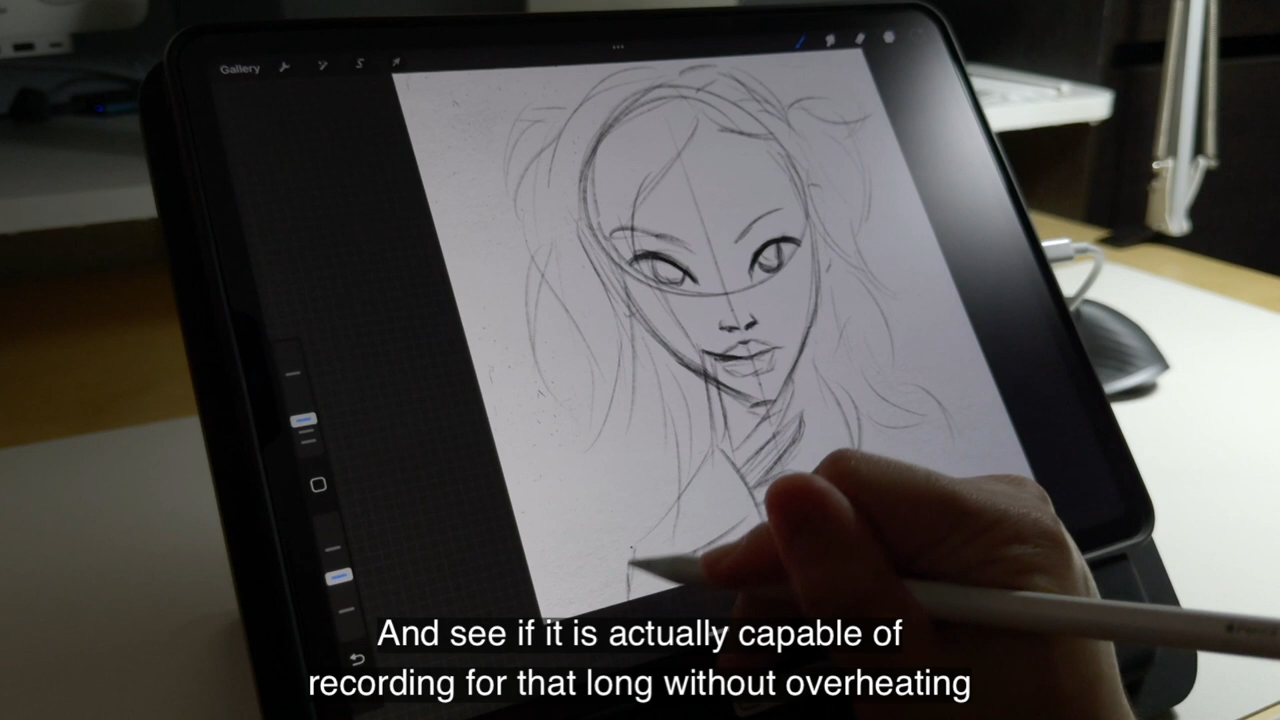 Gallery
And see if it is actually capable of
recording for that long without overheating